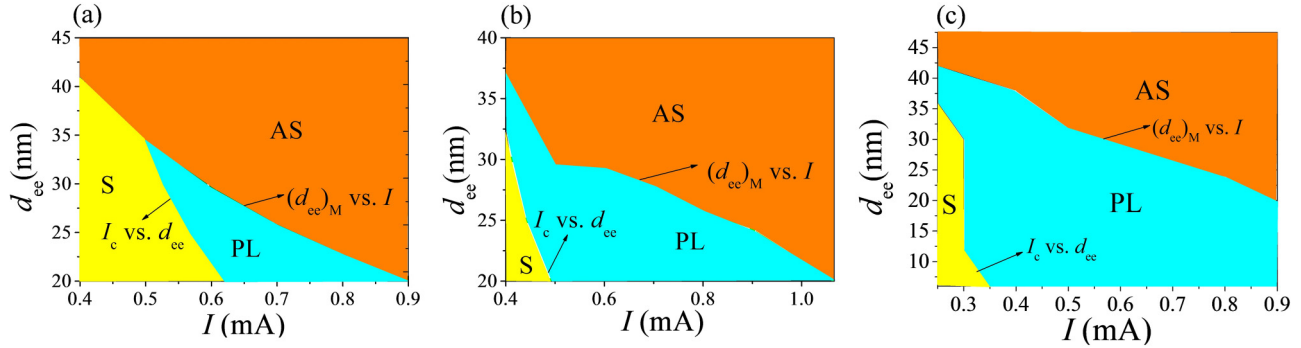 (a)
45
40
35
30
25
20
d_ee(nm)
AS
S
PL
(d_ee)_M vs. I
I_c vs. d_ee
0.4 0.5 0.6 0.7 0.8 0.9
I (mA)
(b)
40
35
30
25
20
d_ee(nm)
AS
(d_ee)_M vs. I
I_c vs. d_ee
PL
S
0.4 0.6 0.8 1.0
I (mA)
(c)
45
40
35
30
25
20
15
10
d_ee(nm)
AS
(d_ee)_M vs. I
S
PL
I_c vs. d_ee
0.3 0.4 0.5 0.6 0.7 0.8 0.9
I (mA)